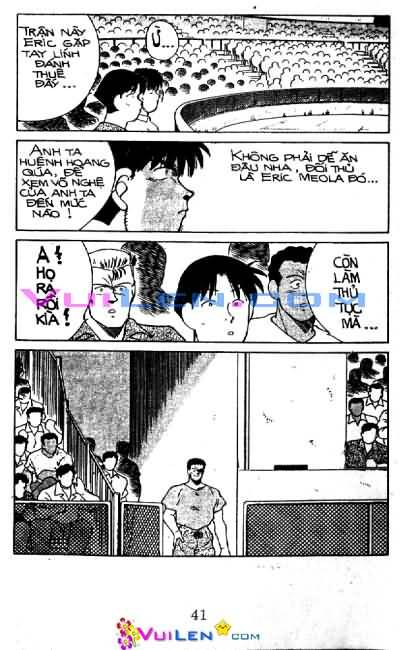 TRẬN NÀY
ERIC GẶP
TAY LÍNH
ĐÁNH
THUÊ
ĐẤY...
Ừ...
ANH TA
HUÊNH HOANG
QUÁ, ĐỂ
XEM VÕ NGHỆ
CỦA ANH TA
ĐẾN MỨC
NÀO!
KHÔNG PHẢI DỄ ĂN
ĐÂU NHA, ĐỐI THỦ
LÀ ERIC MEOLA ĐÓ...
A!
HỌ
RA
RỒI
KÌA!
CÒN
LÀM
THỦ
TỤC
MÃ...
VUILEN.COM
41
VUILEN.COM